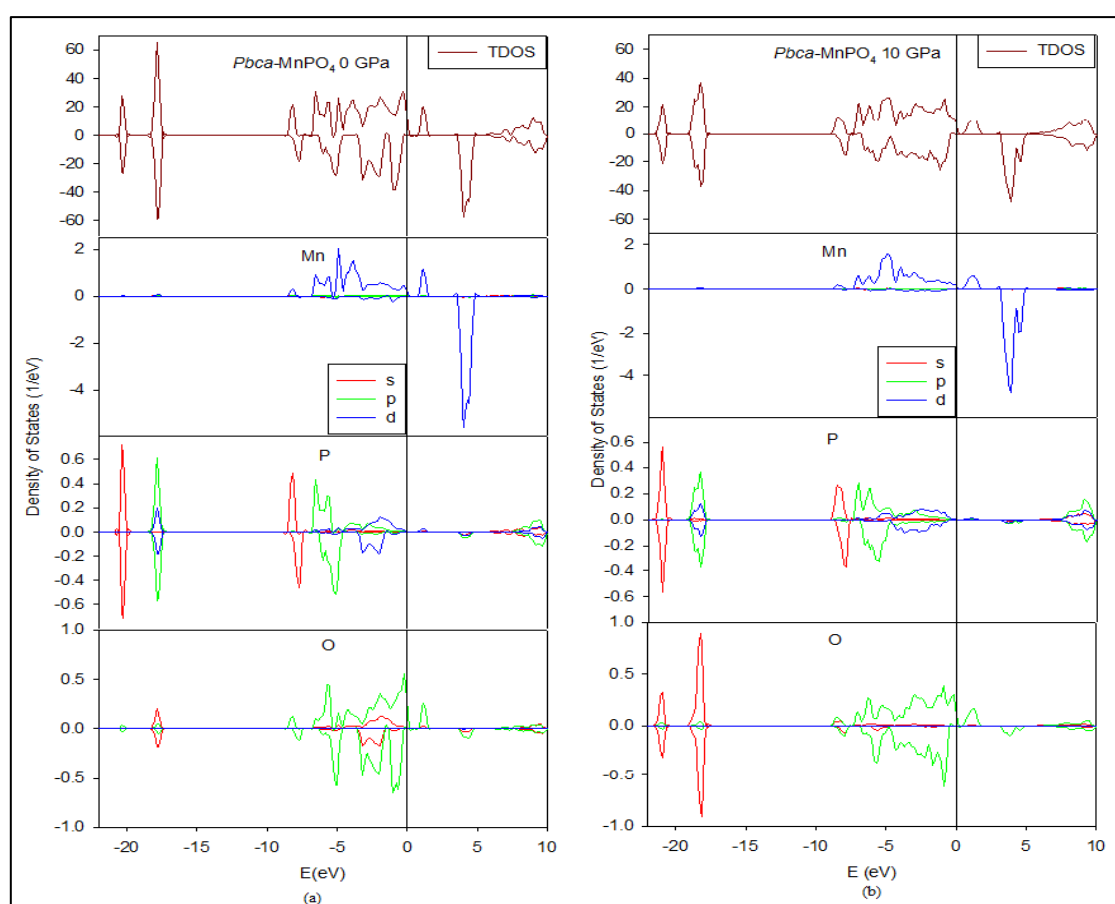 Pbca-MnPO4 0 GPa
TDOS
60
40
20
0
-20
-40
-60
Mn
2
0
-2
-4
s
p
d
Density of States (1/eV)
P
0.6
0.4
0.2
0.0
-0.2
-0.4
-0.6
O
1.0
0.5
0.0
-0.5
-1.0
-20 -15 -10 -5 0 5 10
E(eV)
(a)
Pbca-MnPO4 10 GPa
TDOS
60
40
20
0
-20
-40
-60
Mn
2
0
-2
-4
s
p
d
Density of States (1/eV)
P
0.6
0.4
0.2
0.0
-0.2
-0.4
-0.6
O
1.0
0.5
0.0
-0.5
-1.0
-20 -15 -10 -5 0 5 10
E (eV)
(b)